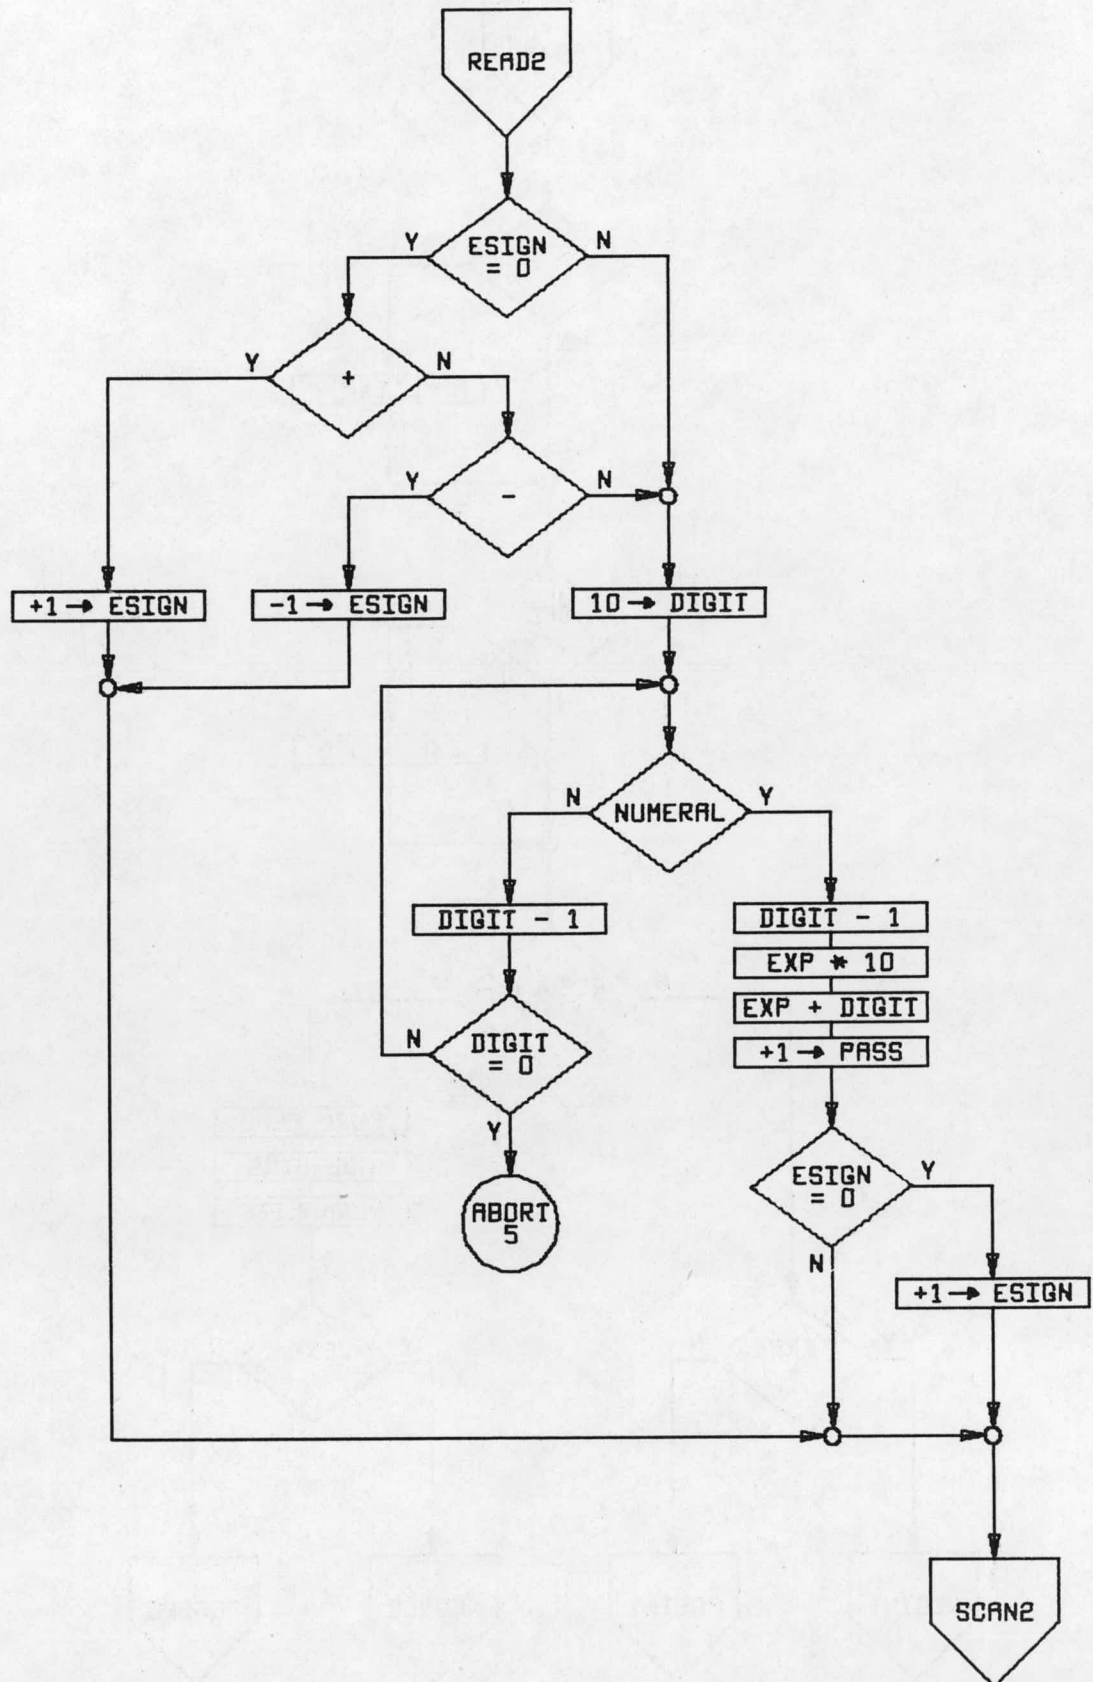 READ2
ESIGN
= 0
Y
N
+
Y
N
-
Y
N
+1 → ESIGN
-1 → ESIGN
10 → DIGIT
NUMERAL
N
Y
DIGIT - 1
DIGIT - 1
EXP * 10
EXP + DIGIT
+1 → PASS
DIGIT
= 0
N
Y
ABORT
5
ESIGN
= 0
Y
N
+1 → ESIGN
SCAN2